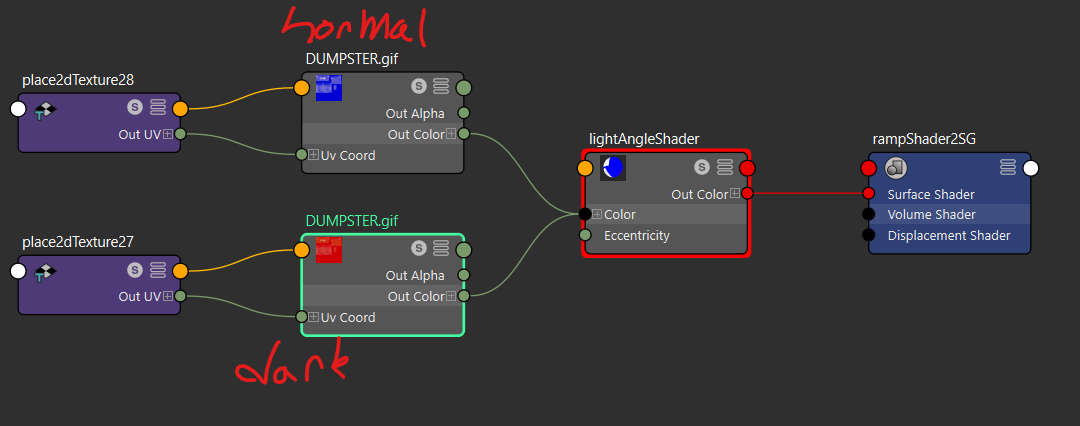 Normal
DUMPSTER.gif
place2dTexture28
S
Out Alpha
Out UV
Out Color
Uv Coord
lightAngleShader
rampShader2SG
S
Out Color
Surface Shader
Color
Volume Shader
Eccentricity
Displacement Shader
DUMPSTER.gif
place2dTexture27
S
Out Alpha
Out UV
Out Color
Uv Coord
dark